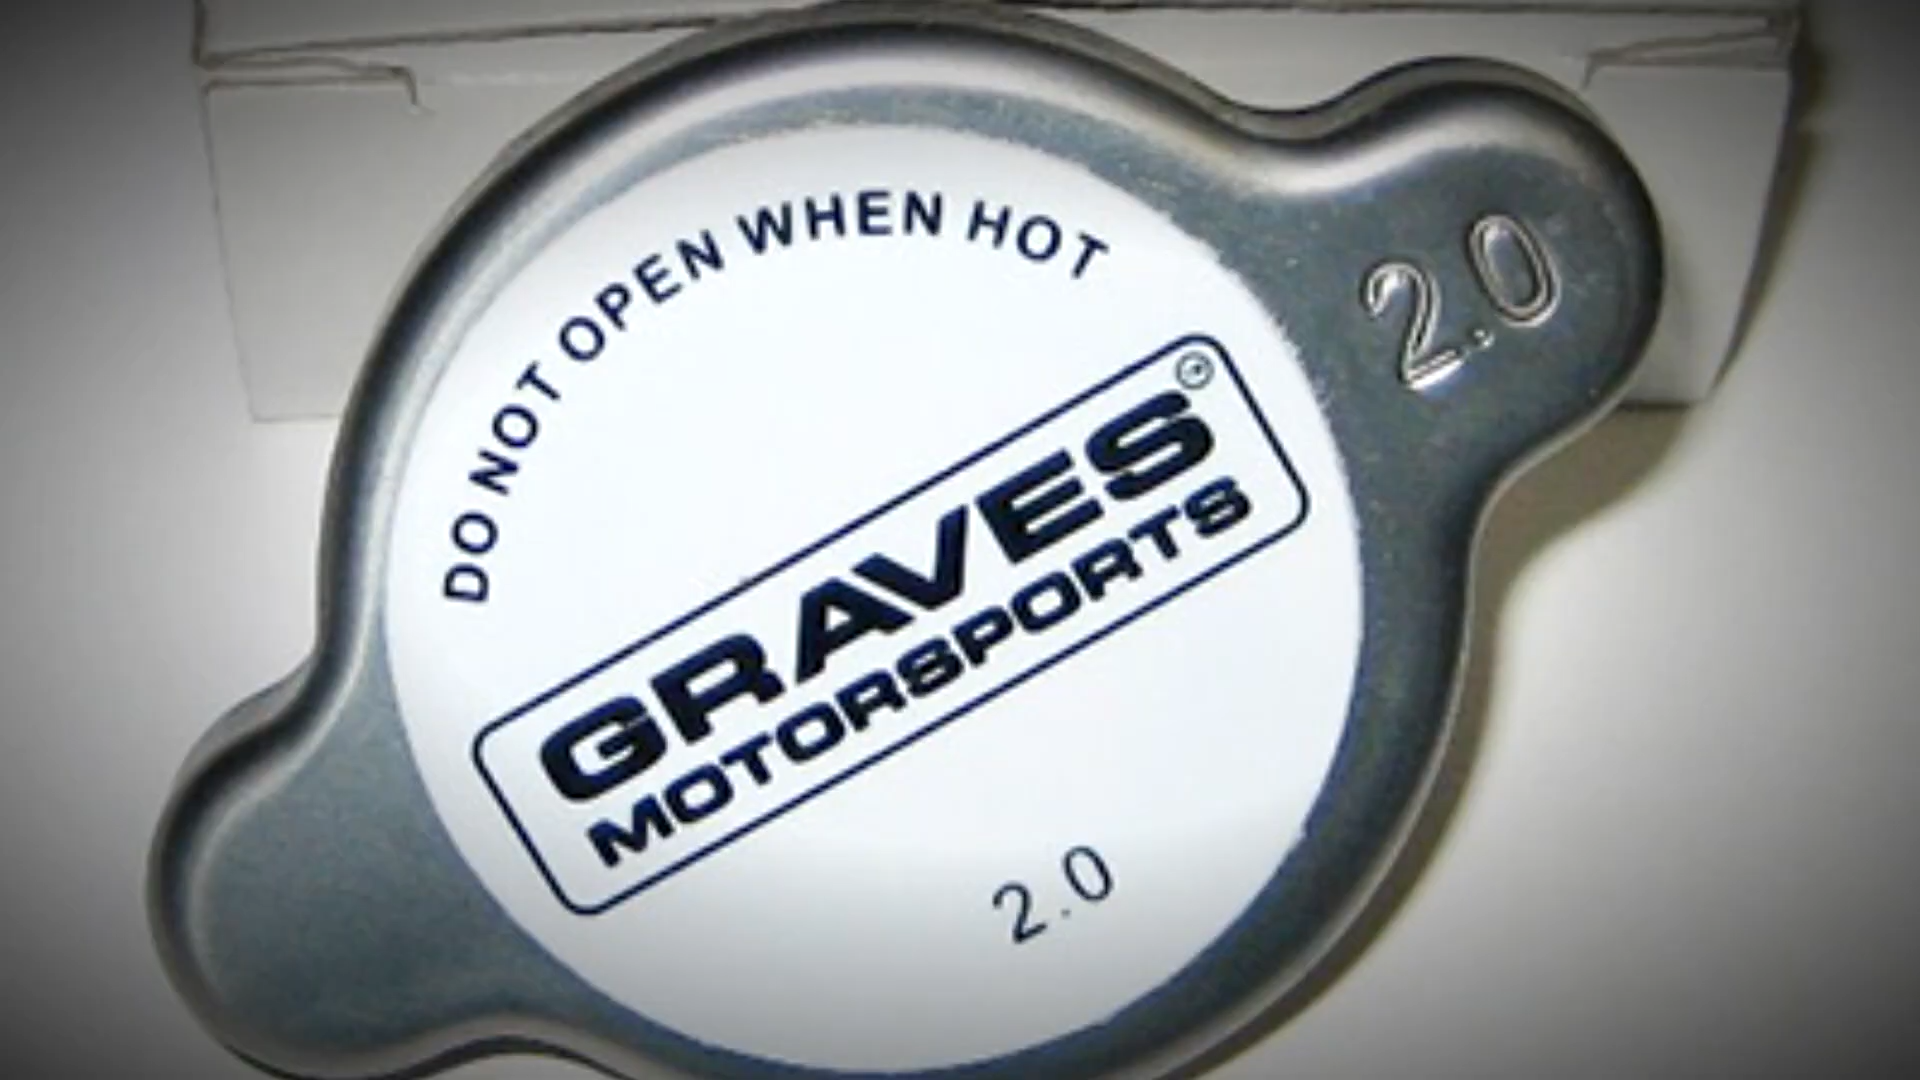 DO NOT OPEN WHEN HOT
2.0
GRAVES®
MOTORSPORTS
2.0